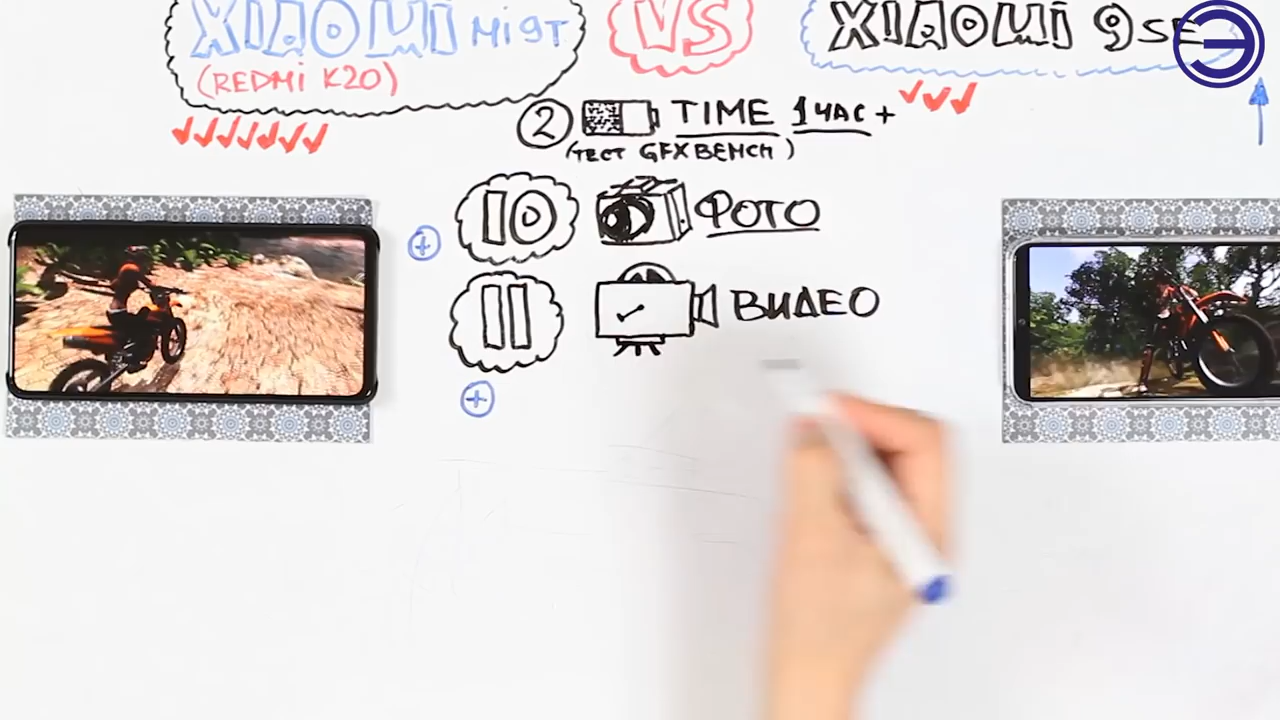 XIAOMI Mi9T VS XIAOMI 9SE
(REDMI K20)
2 TIME 1 ЧАС +
(ТЕСТ GFXBENCH)
10 ФОТО
11 ВИДЕО